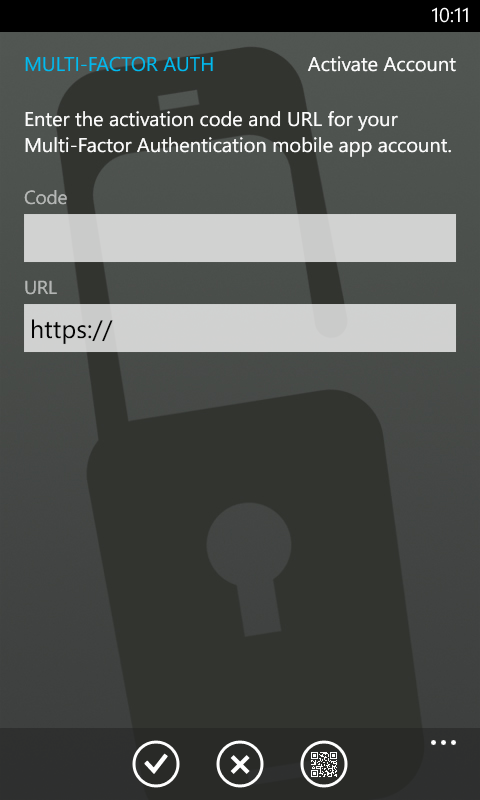 10:11
MULTI-FACTOR AUTH Activate Account
Enter the activation code and URL for your
Multi-Factor Authentication mobile app account.
Code
URL
https://